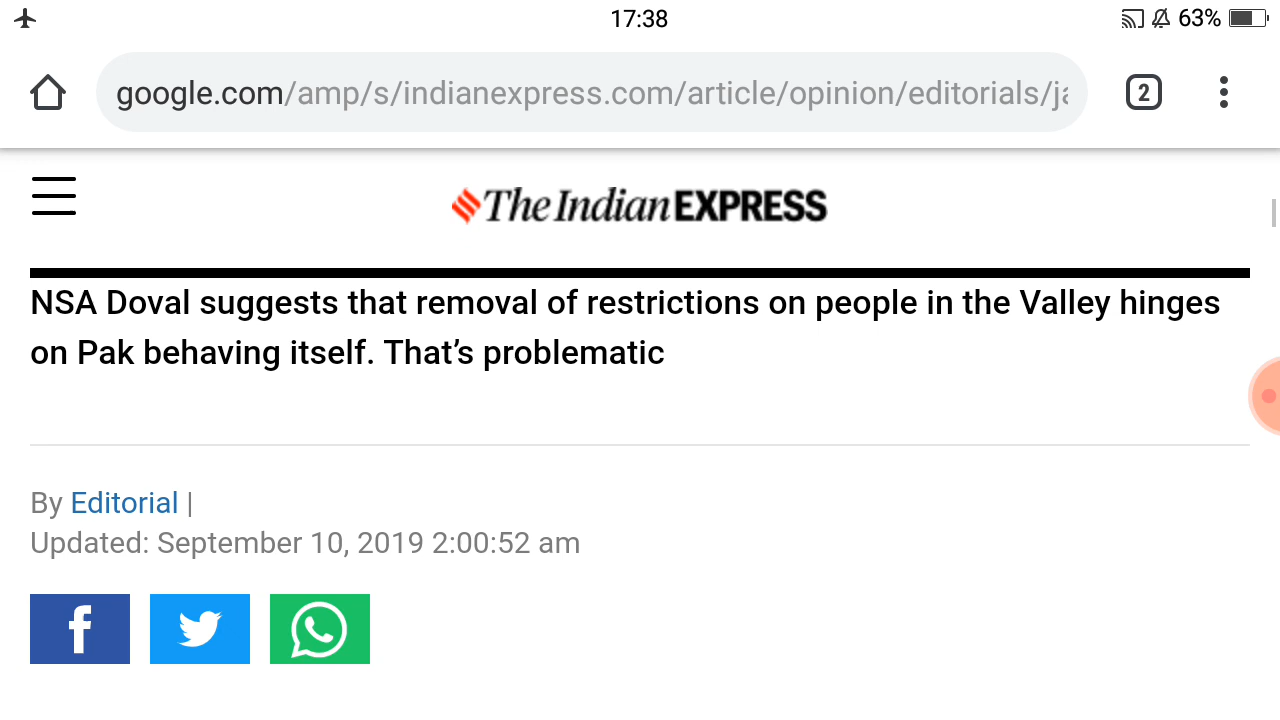 17:38
63%
google.com/amp/s/indianexpress.com/article/opinion/editorials/ja
2
The Indian EXPRESS
NSA Doval suggests that removal of restrictions on people in the Valley hinges
on Pak behaving itself. That’s problematic
By Editorial |
Updated: September 10, 2019 2:00:52 am